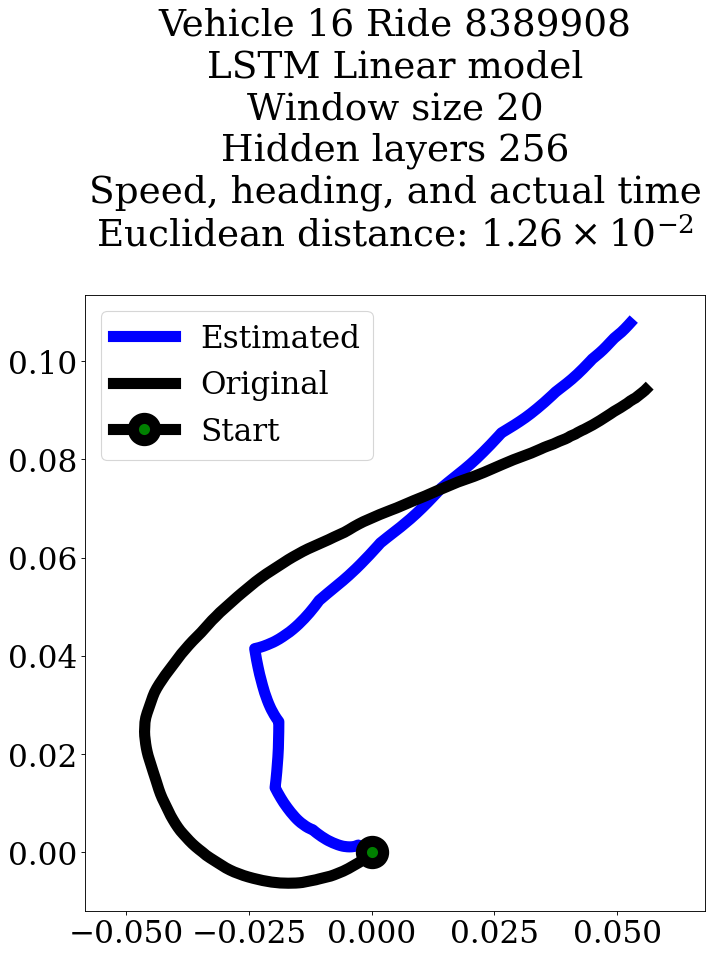 Vehicle 16 Ride 8389908
LSTM Linear model
Window size 20
Hidden layers 256
Speed, heading, and actual time
Euclidean distance: 1.26 × 10⁻²
Estimated
Original
Start
0.10
0.08
0.06
0.04
0.02
0.00
−0.050 −0.025 0.000 0.025 0.050